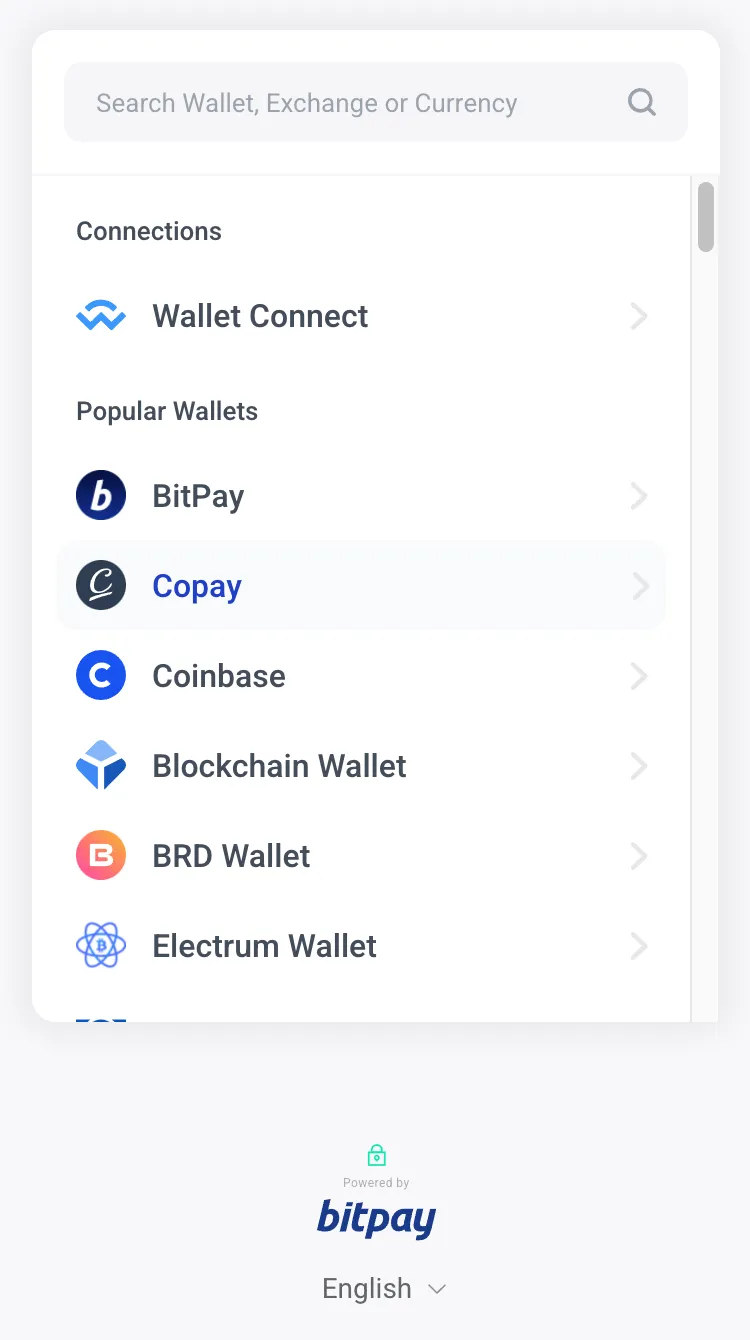 Search Wallet, Exchange or Currency
Connections
Wallet Connect
Popular Wallets
BitPay
Copay
Coinbase
Blockchain Wallet
BRD Wallet
Electrum Wallet
Powered by
bitpay
English